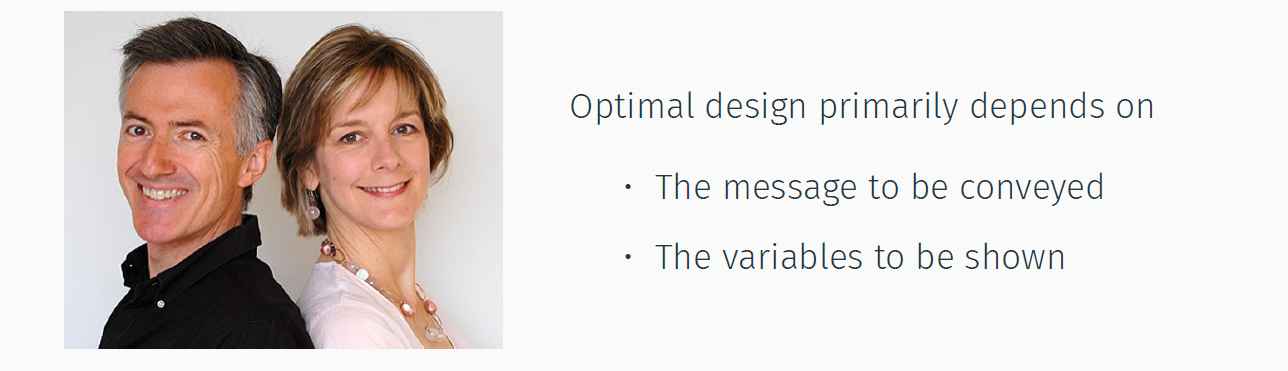 Optimal design primarily depends on
• The message to be conveyed
• The variables to be shown